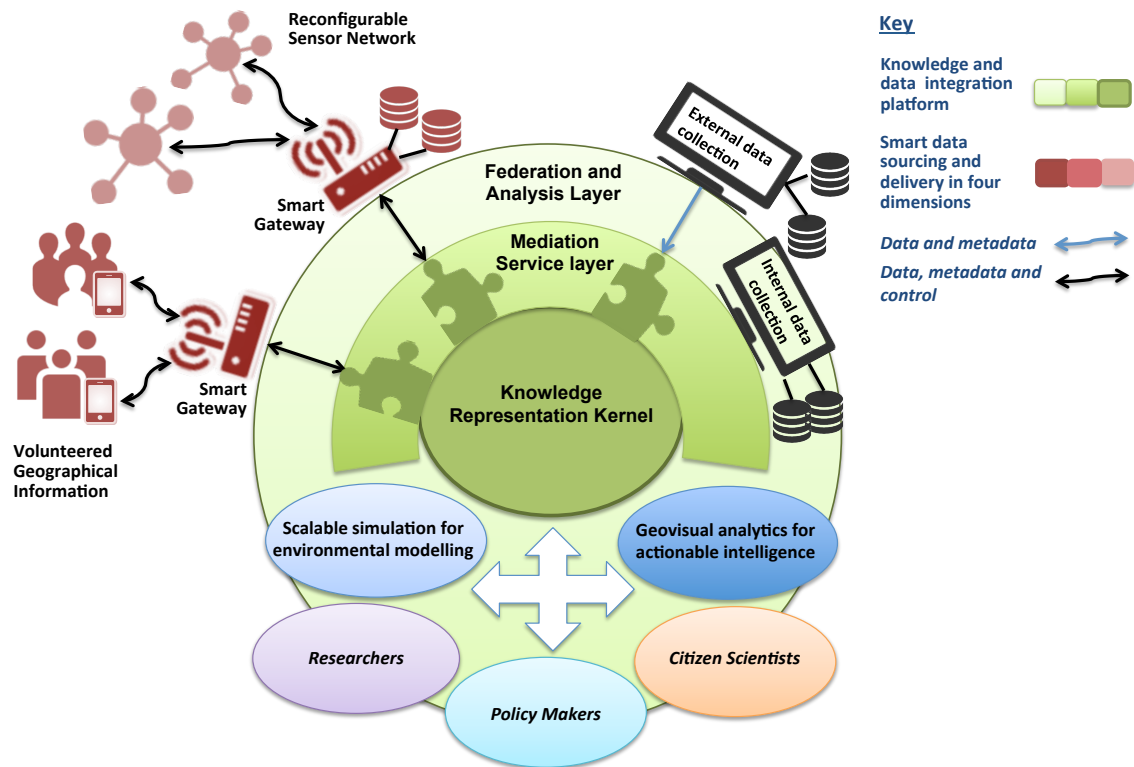 Reconfigurable
Sensor Network
Smart
Gateway
Volunteered
Geographical
Information
Smart
Gateway
Federation and
Analysis Layer
Mediation
Service layer
Knowledge
Representation Kernel
External data
collection
Internal data
collection
Scalable simulation for
environmental modelling
Geovisual analytics for
actionable intelligence
Researchers
Policy Makers
Citizen Scientists
Key
Knowledge and
data integration
platform
Smart data
sourcing and
delivery in four
dimensions
Data and metadata
Data, metadata and
control